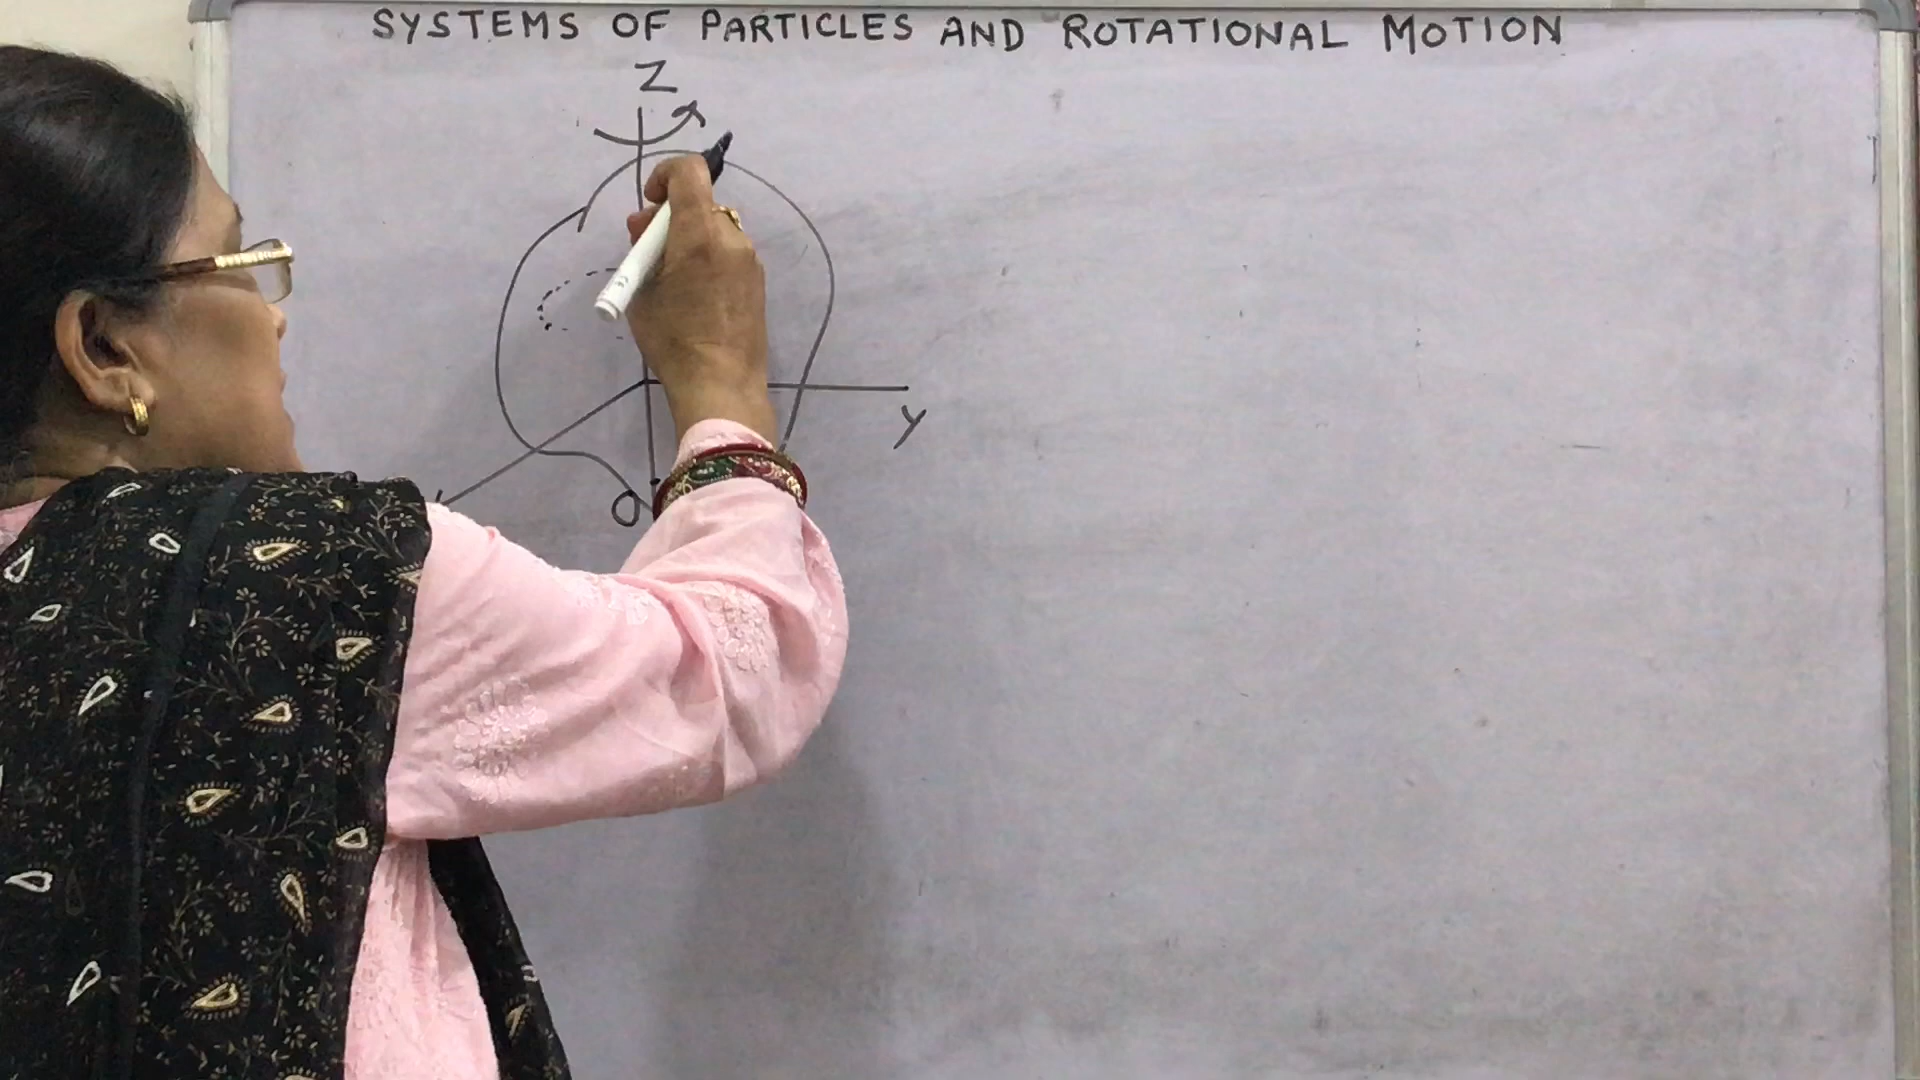 SYSTEMS OF PARTICLES AND ROTATIONAL MOTION
Z
Y
O